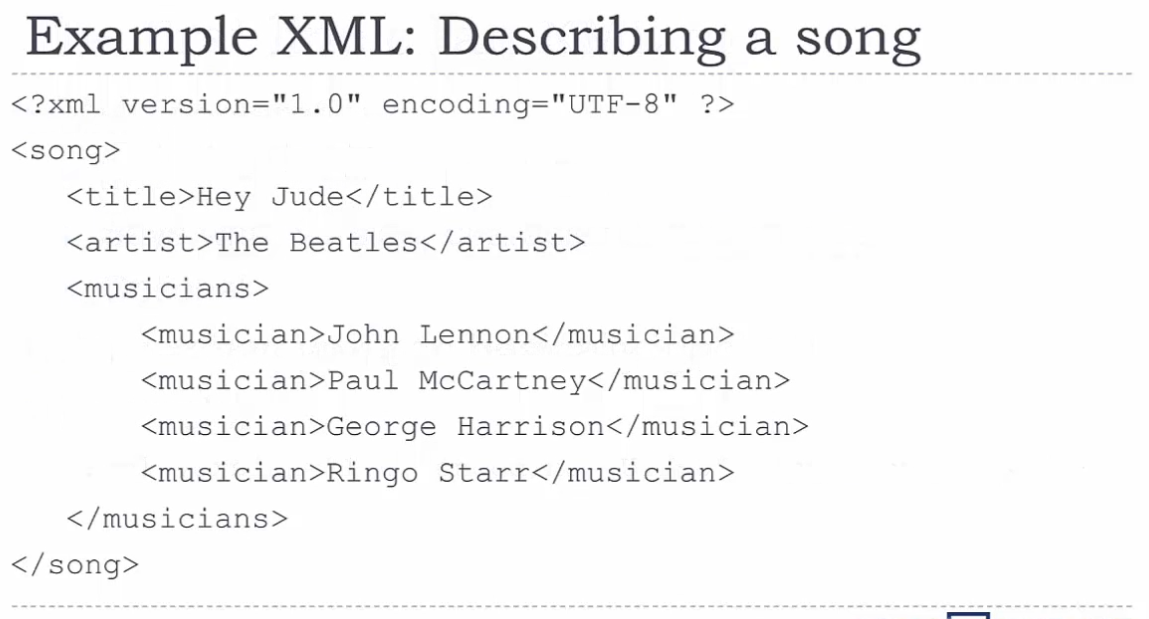 Example XML: Describing a song
<?xml version="1.0" encoding="UTF-8" ?>
<song>
<title>Hey Jude</title>
<artist>The Beatles</artist>
<musicians>
<musician>John Lennon</musician>
<musician>Paul McCartney</musician>
<musician>George Harrison</musician>
<musician>Ringo Starr</musician>
</musicians>
</song>